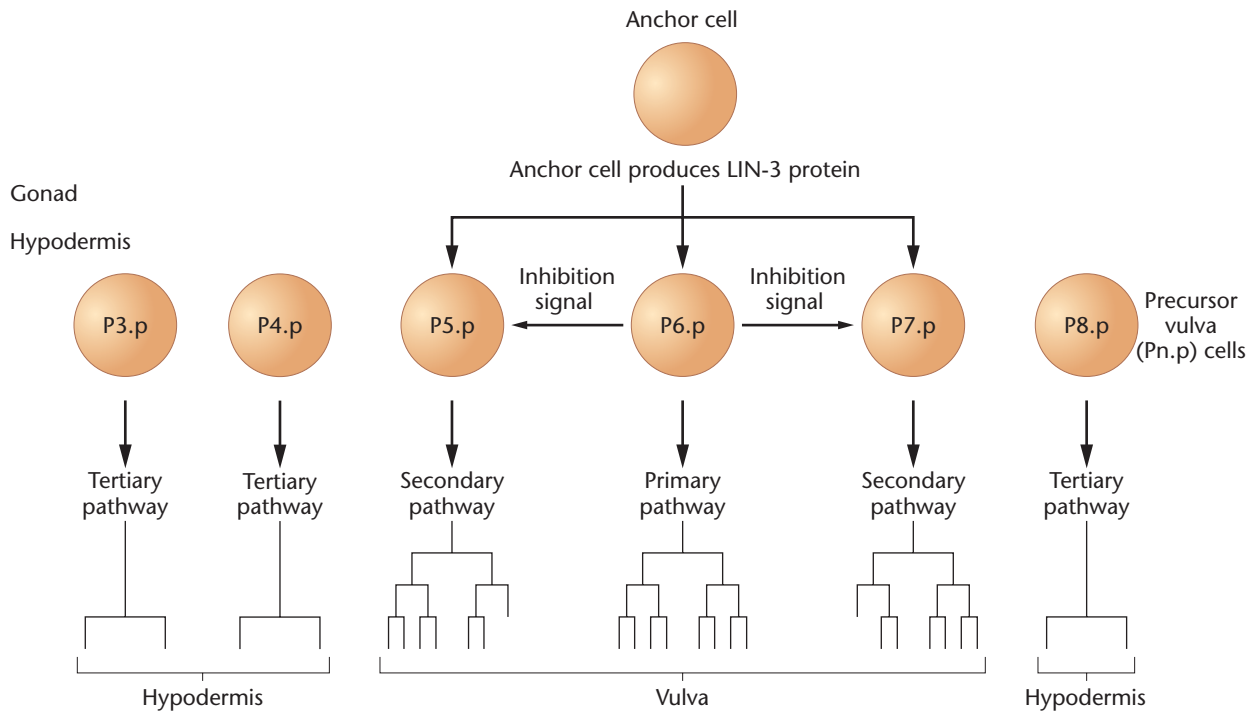 Anchor cell
Anchor cell produces LIN-3 protein
Gonad
Hypodermis
Inhibition
signal
Inhibition
signal
P3.p
P4.p
P5.p
P6.p
P7.p
P8.p
Precursor
vulva
(Pn.p) cells
Tertiary
pathway
Tertiary
pathway
Secondary
pathway
Primary
pathway
Secondary
pathway
Tertiary
pathway
Hypodermis
Vulva
Hypodermis